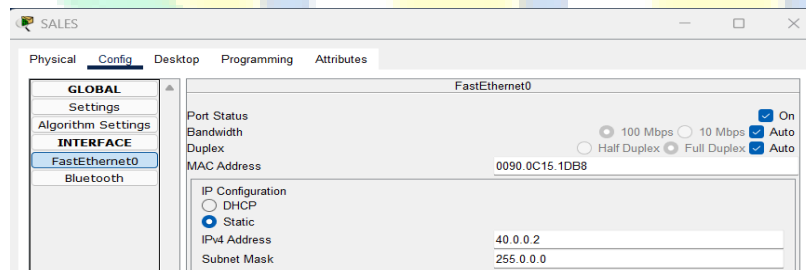 SALES
Physical Config Desktop Programming Attributes
GLOBAL
Settings
Algorithm Settings
INTERFACE
FastEthernet0
Bluetooth
FastEthernet0
Port Status On
Bandwidth 100 Mbps 10 Mbps Auto
Duplex Half Duplex Full Duplex Auto
MAC Address 0090.0C15.1DB8
IP Configuration
DHCP
Static
IPv4 Address 40.0.0.2
Subnet Mask 255.0.0.0